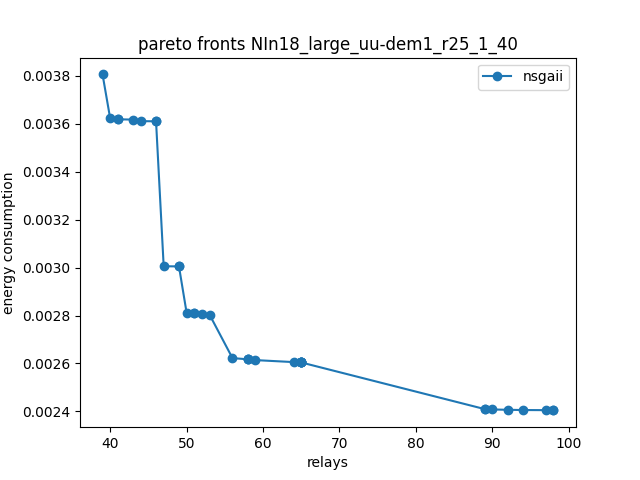 pareto fronts NIn18_large_uu-dem1_r25_1_40
nsgaii
0.0038
0.0036
0.0034
0.0032
0.0030
0.0028
0.0026
0.0024
energy consumption
40 50 60 70 80 90 100
relays